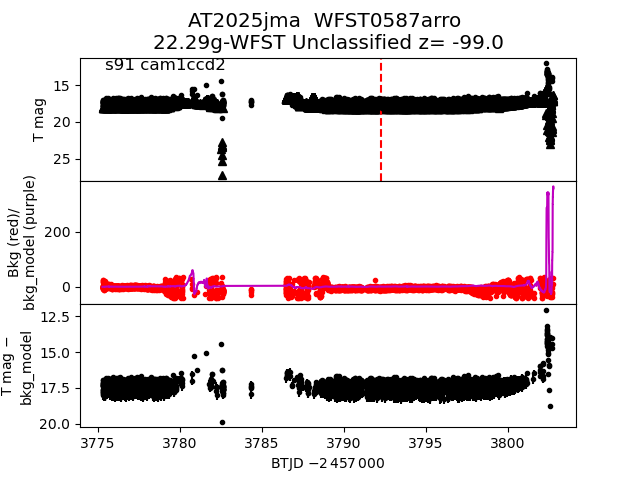 AT2025jma  WFST0587arro
22.29g-WFST Unclassified z= -99.0
s91 cam1ccd2
T mag
15
20
25
Bkg (red)/
bkg_model (purple)
200
0
T mag −
bkg_model
12.5
15.0
17.5
20.0
3775
3780
3785
3790
3795
3800
BTJD −2 457 000